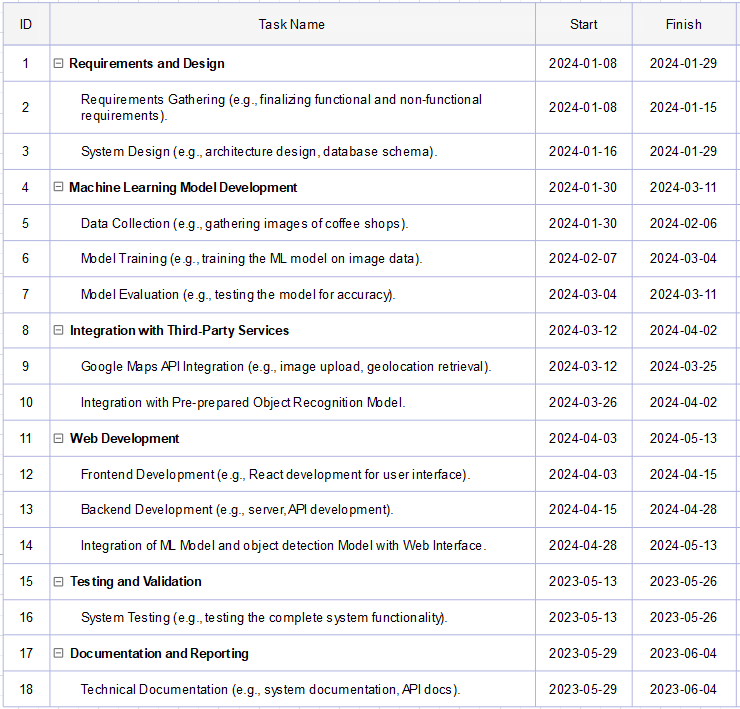 ID Task Name Start Finish
1 Requirements and Design 2024-01-08 2024-01-29
2 Requirements Gathering (e.g., finalizing functional and non-functional
requirements). 2024-01-08 2024-01-15
3 System Design (e.g., architecture design, database schema). 2024-01-16 2024-01-29
4 Machine Learning Model Development 2024-01-30 2024-03-11
5 Data Collection (e.g., gathering images of coffee shops). 2024-01-30 2024-02-06
6 Model Training (e.g., training the ML model on image data). 2024-02-07 2024-03-04
7 Model Evaluation (e.g., testing the model for accuracy). 2024-03-04 2024-03-11
8 Integration with Third-Party Services 2024-03-12 2024-04-02
9 Google Maps API Integration (e.g., image upload, geolocation retrieval). 2024-03-12 2024-03-25
10 Integration with Pre-prepared Object Recognition Model. 2024-03-26 2024-04-02
11 Web Development 2024-04-03 2024-05-13
12 Frontend Development (e.g., React development for user interface). 2024-04-03 2024-04-15
13 Backend Development (e.g., server, API development). 2024-04-15 2024-04-28
14 Integration of ML Model and object detection Model with Web Interface. 2024-04-28 2024-05-13
15 Testing and Validation 2023-05-13 2023-05-26
16 System Testing (e.g., testing the complete system functionality). 2023-05-13 2023-05-26
17 Documentation and Reporting 2023-05-29 2023-06-04
18 Technical Documentation (e.g., system documentation, API docs). 2023-05-29 2023-06-04